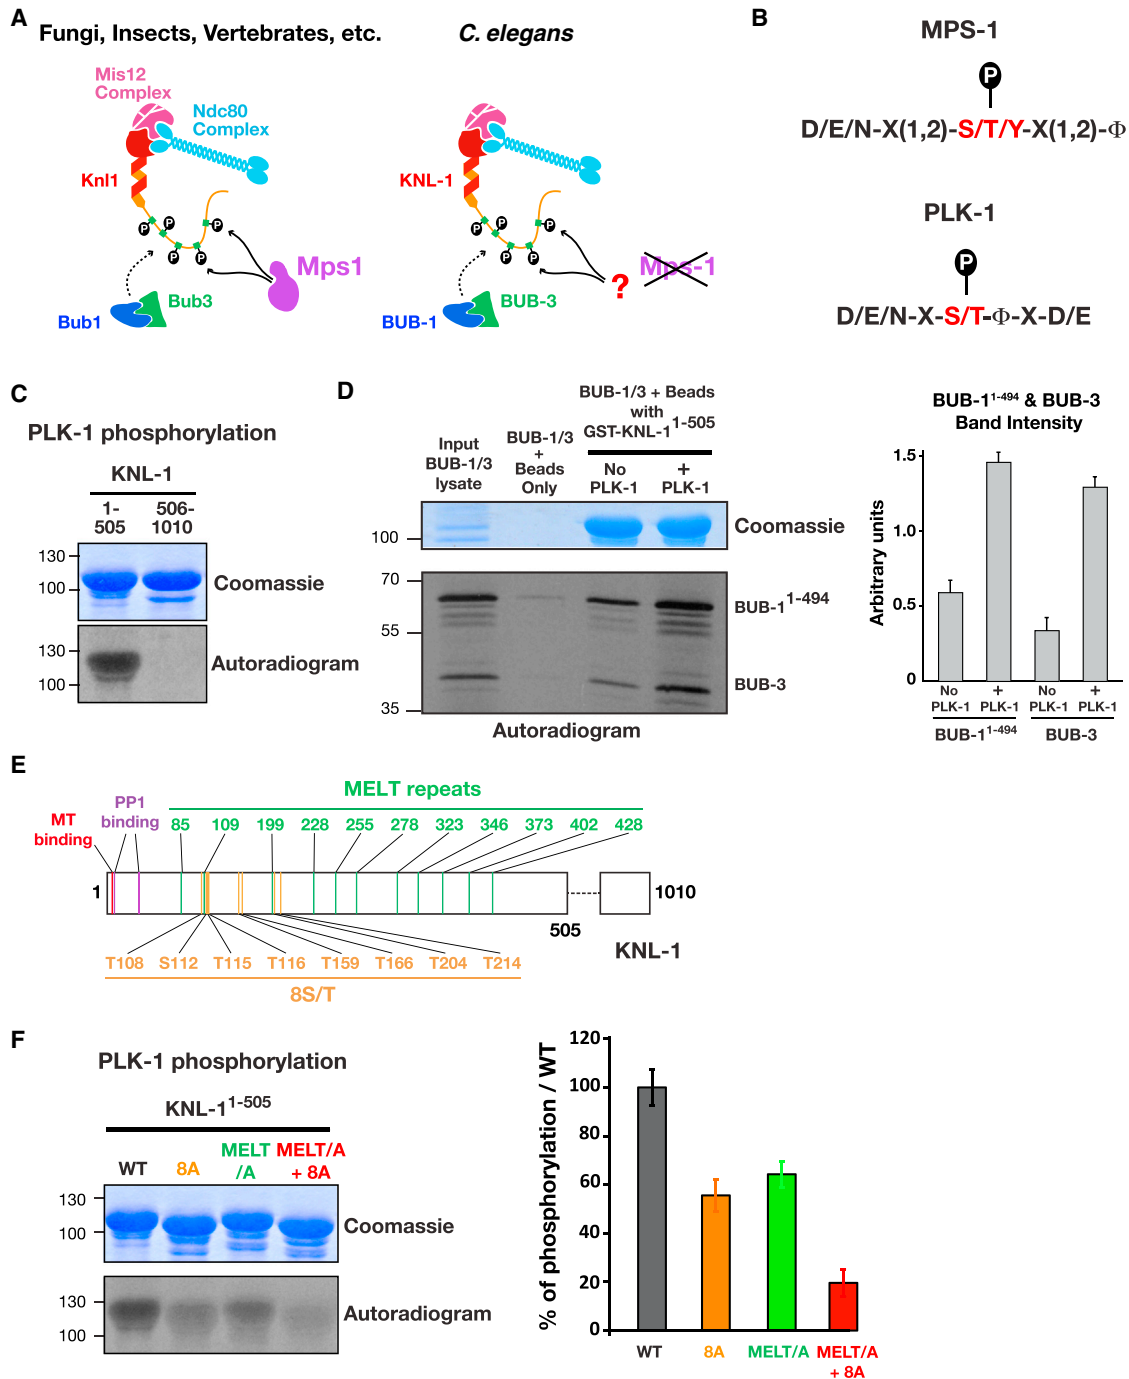 A
Fungi, Insects, Vertebrates, etc.
C. elegans
Mis12
Complex
Ndc80
Complex
Knl1
P
P
P
P
P
Mps1
Bub3
Bub1
KNL-1
P
P
P
P
P
?
Mps-1
BUB-3
BUB-1
B
MPS-1
P
D/E/N-X(1,2)-S/T/Y-X(1,2)-Φ
PLK-1
P
D/E/N-X-S/T-Φ-X-D/E
C
PLK-1 phosphorylation
KNL-1
1-
505
506-
1010
130
100
Coomassie
130
100
Autoradiogram
D
Input
BUB-1/3
lysate
BUB-1/3
+
Beads
Only
BUB-1/3 + Beads
with
GST-KNL-1 1-505
No
PLK-1
+
PLK-1
100
Coomassie
70
55
35
BUB-1 1-494
BUB-3
Autoradiogram
BUB-1 1-494 & BUB-3
Band Intensity
Arbitrary units
1.5
1.0
0.5
0
No
PLK-1
+
PLK-1
No
PLK-1
+
PLK-1
BUB-1 1-494
BUB-3
E
MELT repeats
PP1
binding
MT
binding
85 109 199 228 255 278 323 346 373 402 428
1
1010
505
KNL-1
T108 S112 T115 T116 T159 T166 T204 T214
8S/T
F
PLK-1 phosphorylation
KNL-1 1-505
WT
8A
MELT
/A
MELT/A
+ 8A
130
100
Coomassie
130
100
Autoradiogram
% of phosphorylation / WT
120
100
80
60
40
20
0
WT
8A
MELT/A
MELT/A
+ 8A